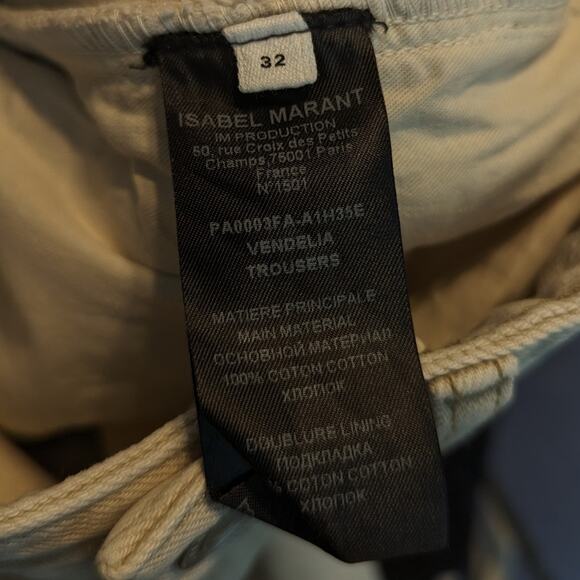 32
ISABEL MARANT
IM PRODUCTION
50, rue Croix des Petits
Champs 75001 Paris
France
N°1501
PA0003FA-A1H35E
VENDELIA
TROUSERS
MATIERE PRINCIPALE
MAIN MATERIAL
ОСНОВНОЙ МАТЕРИАЛ
100% COTON COTTON
ХЛОПОК
DOUBLURE LINING
ПОДКЛАДКА
% COTON COTTON
ХЛОПОК